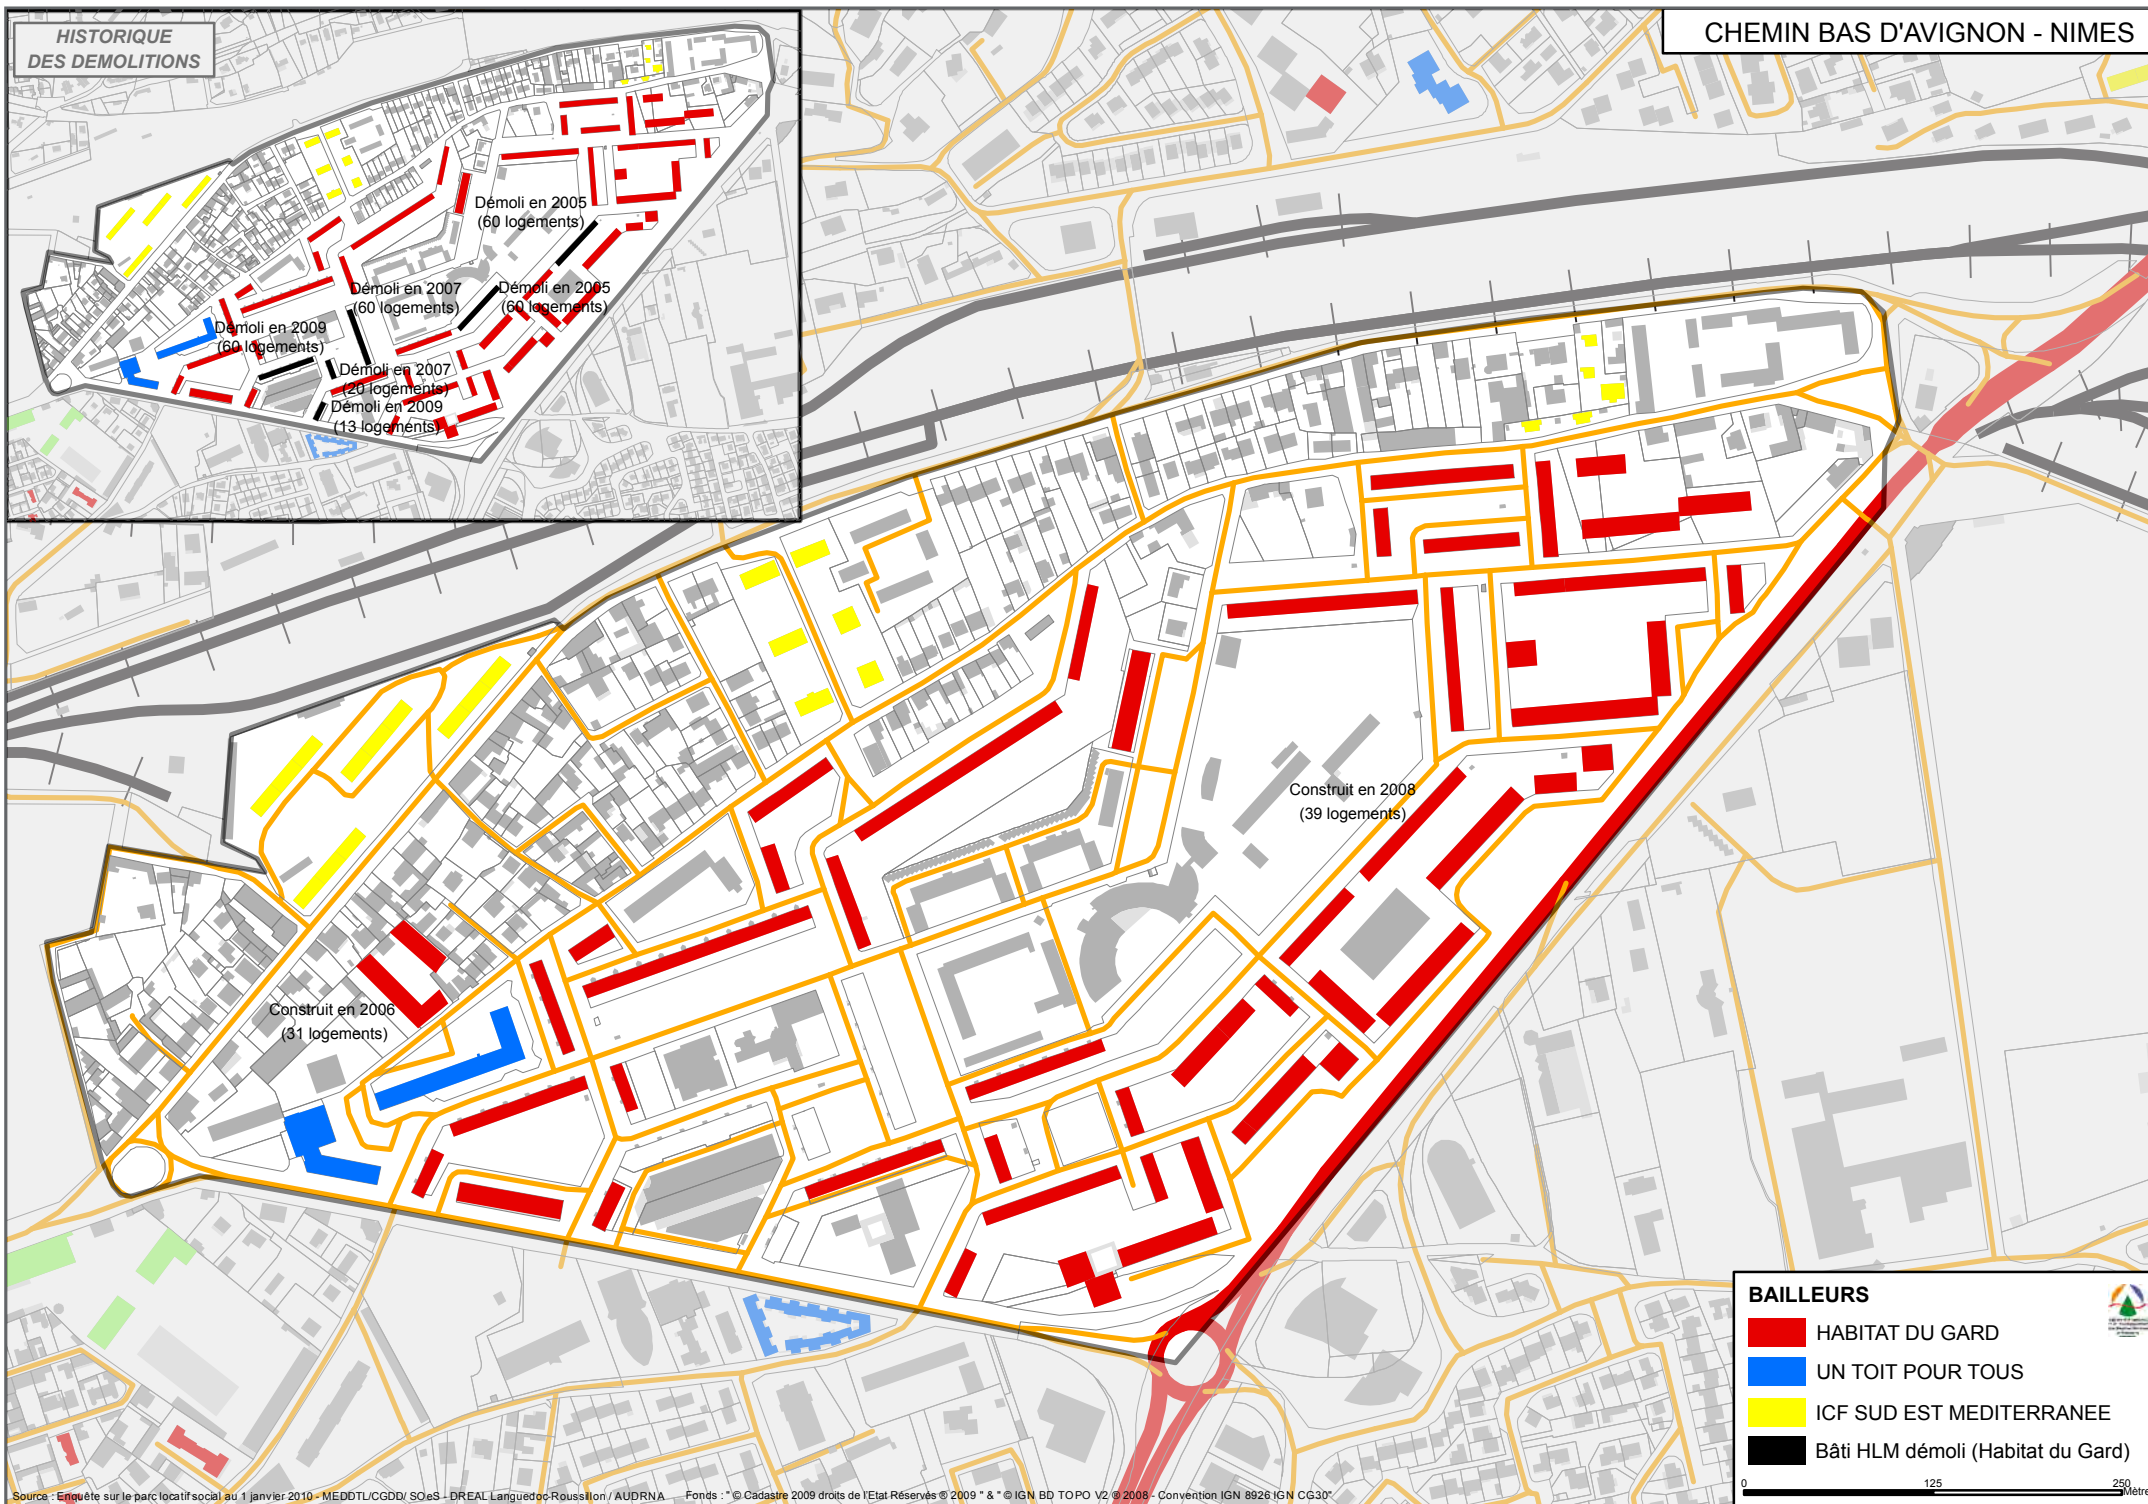 HISTORIQUE
DES DEMOLITIONS
CHEMIN BAS D'AVIGNON - NIMES
Démoli en 2005
(60 logements)
Démoli en 2007
(60 logements)
Démoli en 2005
(60 logements)
Démoli en 2009
(60 logements)
Démoli en 2007
(20 logements)
Démoli en 2009
(13 logements)
Construit en 2008
(39 logements)
Construit en 2006
(31 logements)
BAILLEURS
HABITAT DU GARD
UN TOIT POUR TOUS
ICF SUD EST MEDITERRANEE
Bâti HLM démoli (Habitat du Gard)
0 125 250
Mètre
Source : Enquête sur le parc locatif social au 1 janvier 2010 - MEDDTL/CGDD/ SOeS - DREAL Languedoc-Roussillon / AUDRNA Fonds : " © Cadastre 2009 droits de l'Etat Réservés ® 2009 " & " © IGN BD TOPO V2 ® 2008 - Convention IGN 8926 IGN CG30"